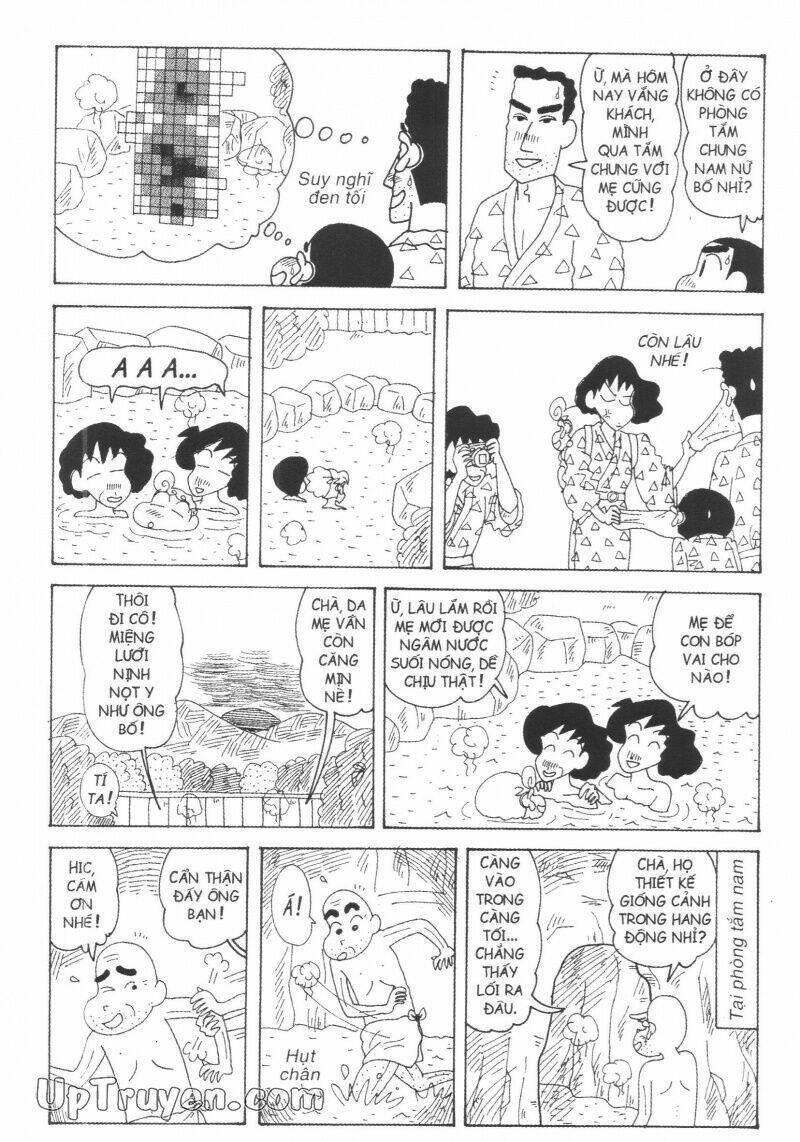 Ở ĐÂY
KHÔNG CÓ
PHÒNG
TẮM
CHUNG
NAM NỮ
BỐ NHỈ?
Ừ, MÀ HÔM
NAY VẮNG
KHÁCH,
MÌNH
QUA TẮM
CHUNG VỚI
MẸ CŨNG
ĐƯỢC!
Suy nghĩ
đen tối
CÒN LÂU
NHÉ!
A A A...
MẸ ĐỂ
CON BÓP
VAI CHO
NÀO!
Ừ, LÂU LẮM RỒI
MẸ MỚI ĐƯỢC
NGÂM NƯỚC
SUỐI NÓNG, DỄ
CHỊU THẬT!
CHÀ, DA
MẸ VẪN
CÒN
CĂNG
MỊN
NÈ!
THÔI
ĐI CÔ!
MIỆNG
LƯỠI
NỊNH
NỌT Y
NHƯ ÔNG
BỐ!
TÍ
TA!
Tại phòng tắm nam
CHÀ, HỌ
THIẾT KẾ
GIỐNG CẢNH
TRONG HANG
ĐỘNG NHỈ?
CÀNG
VÀO
TRONG
CÀNG
TỐI...
CHẲNG
THẤY
LỐI RA
ĐÂU.
Á!
Hụt
chân
CẨN THẬN
ĐẤY ÔNG
BẠN!
HIC,
CẢM
ƠN
NHÉ!
UpTruyen.com